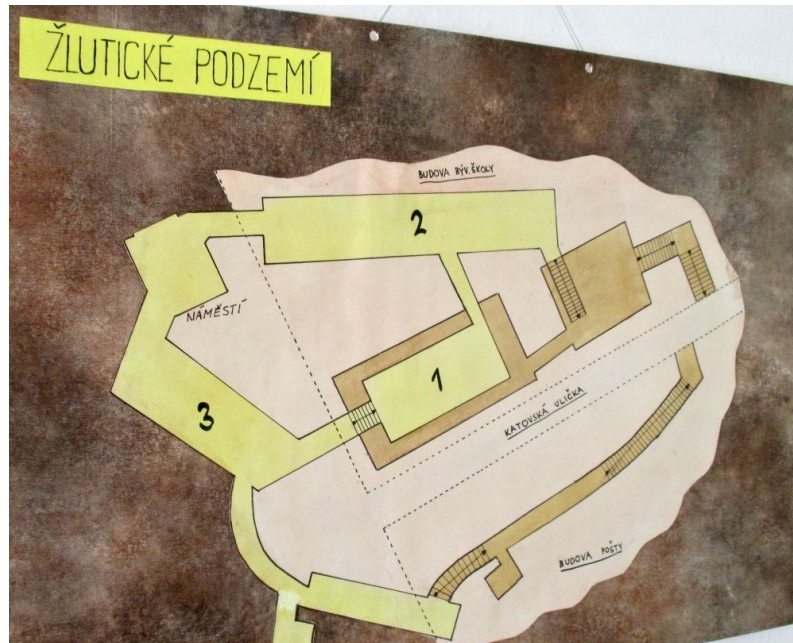 ŽLUTICKÉ PODZEMÍ
BUDOVA BÝV. ŠKOLY
2
NÁMĚSTÍ
1
3
KATOVSKÁ ULIČKA
BUDOVA POŠTY